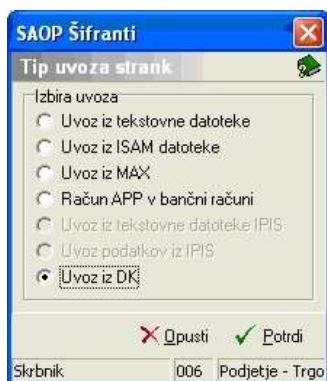 SAOP Šifranti
Tip uvoza strank
Izbira uvoza
Uvoz iz tekstovne datoteke
Uvoz iz ISAM datoteke
Uvoz iz MAX
Račun APP v bančni računi
Uvoz iz tekstovne datoteke IPIS
Uvoz podatkov iz IPIS
Uvoz iz DK
Opusti Potrdi
Skrbnik 006 Podjetje - Trgo